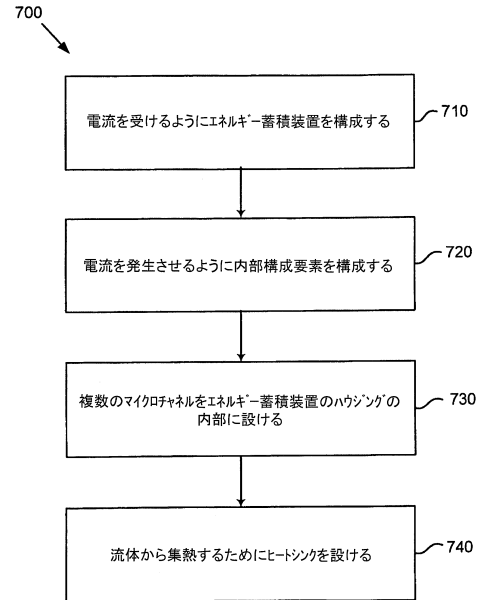 700
電流を受けるようにエネルギー蓄積装置を構成する
710
電流を発生させるように内部構成要素を構成する
720
複数のマイクロチャネルをエネルギー蓄積装置のハウジングの
内部に設ける
730
流体から集熱するためにヒートシンクを設ける
740